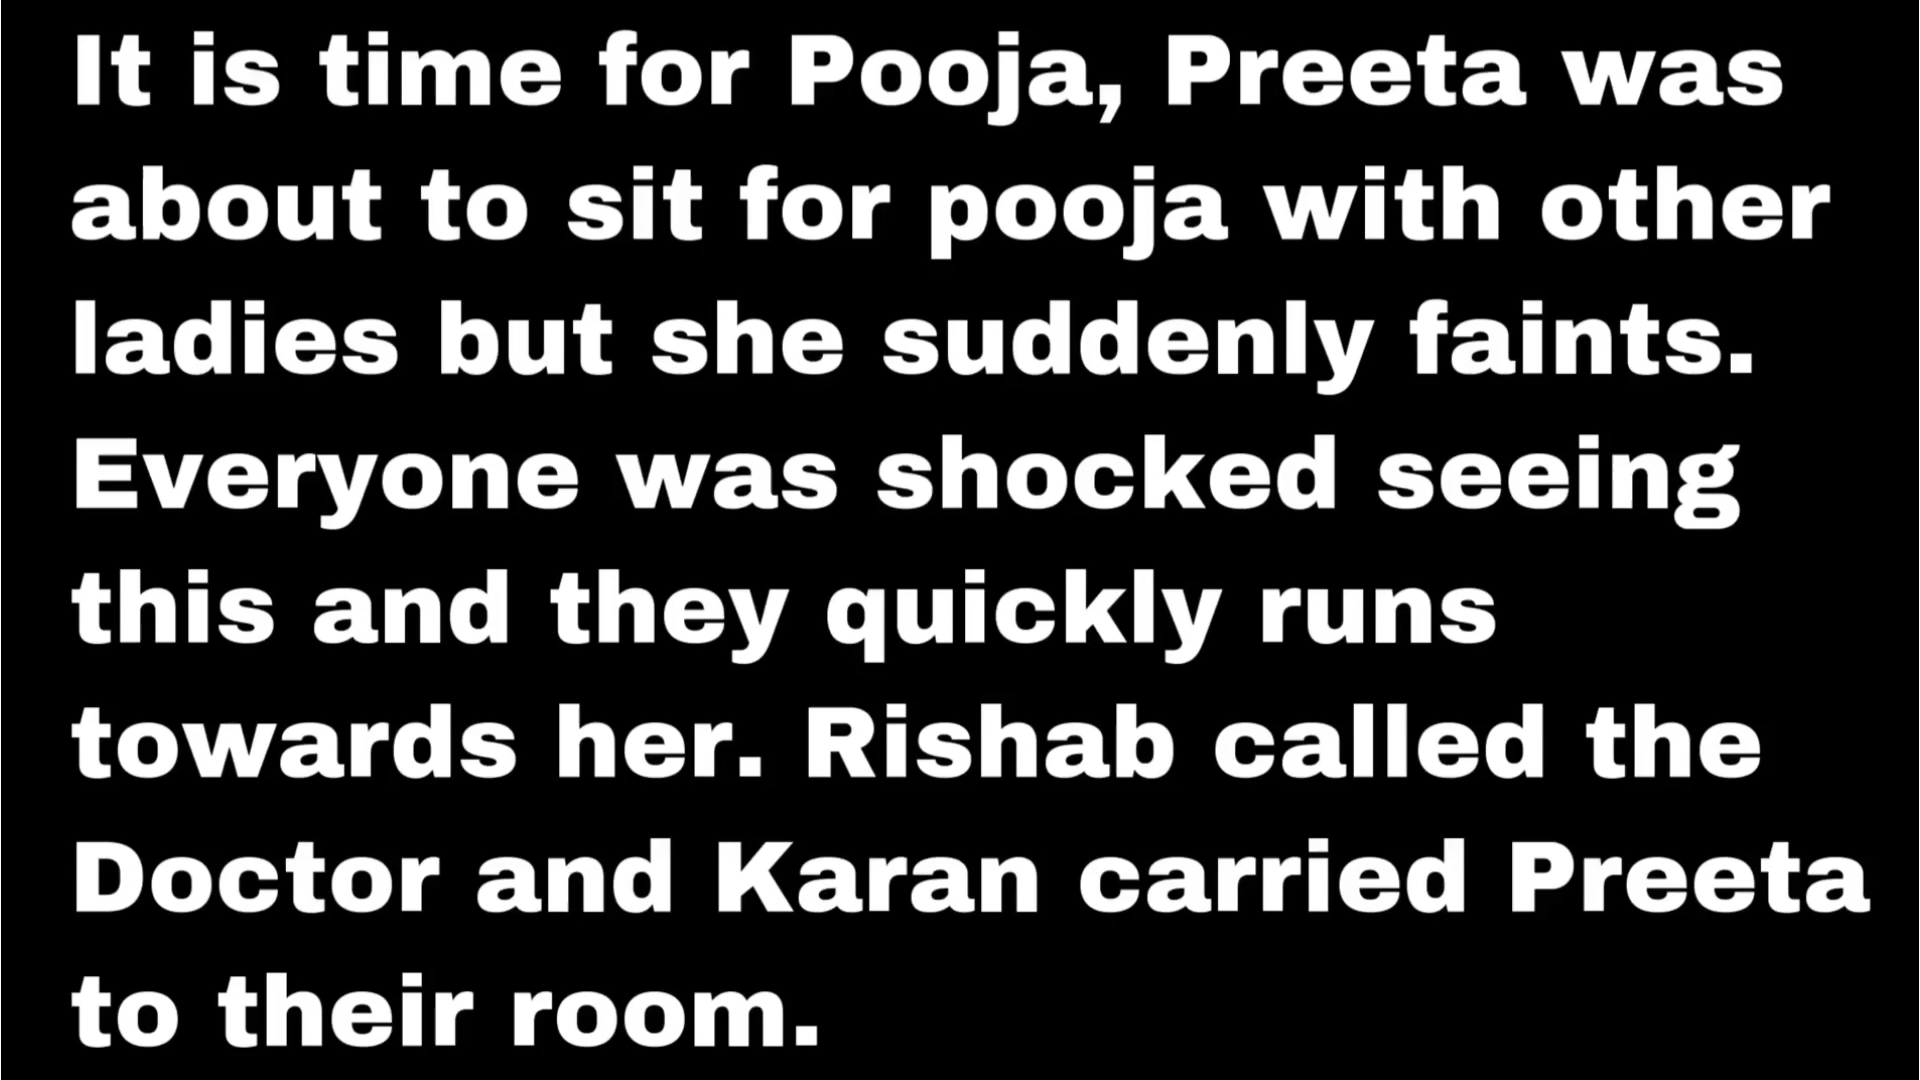 It is time for Pooja, Preeta was
about to sit for pooja with other
ladies but she suddenly faints.
Everyone was shocked seeing
this and they quickly runs
towards her. Rishab called the
Doctor and Karan carried Preeta
to their room.